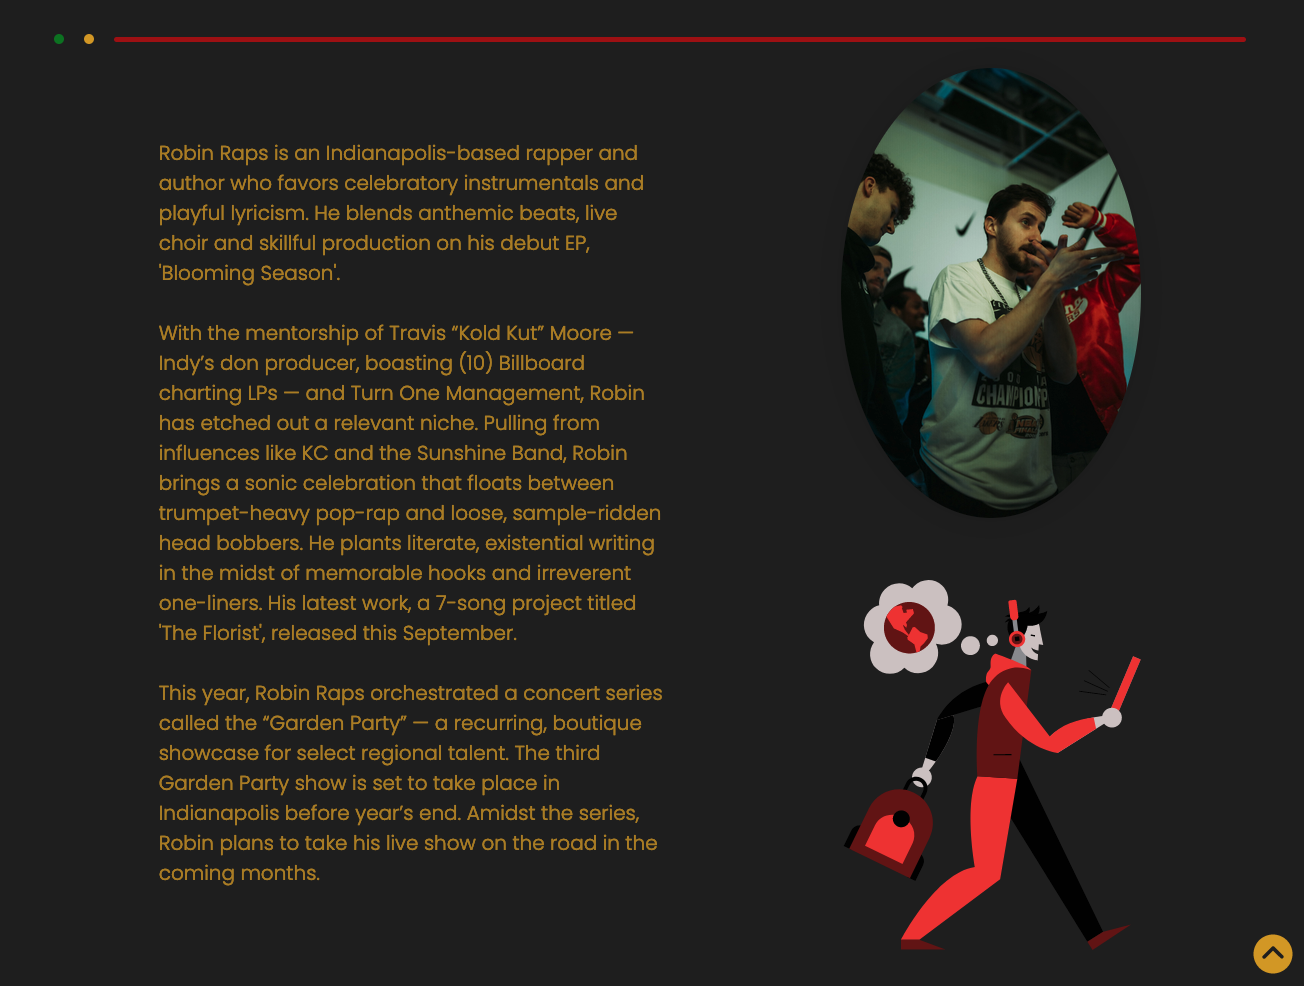 Robin Raps is an Indianapolis-based rapper and
author who favors celebratory instrumentals and
playful lyricism. He blends anthemic beats, live
choir and skillful production on his debut EP,
'Blooming Season'.
With the mentorship of Travis “Kold Kut” Moore —
Indy’s don producer, boasting (10) Billboard
charting LPs — and Turn One Management, Robin
has etched out a relevant niche. Pulling from
influences like KC and the Sunshine Band, Robin
brings a sonic celebration that floats between
trumpet-heavy pop-rap and loose, sample-ridden
head bobbers. He plants literate, existential writing
in the midst of memorable hooks and irreverent
one-liners. His latest work, a 7-song project titled
'The Florist', released this September.
This year, Robin Raps orchestrated a concert series
called the “Garden Party” — a recurring, boutique
showcase for select regional talent. The third
Garden Party show is set to take place in
Indianapolis before year’s end. Amidst the series,
Robin plans to take his live show on the road in the
coming months.